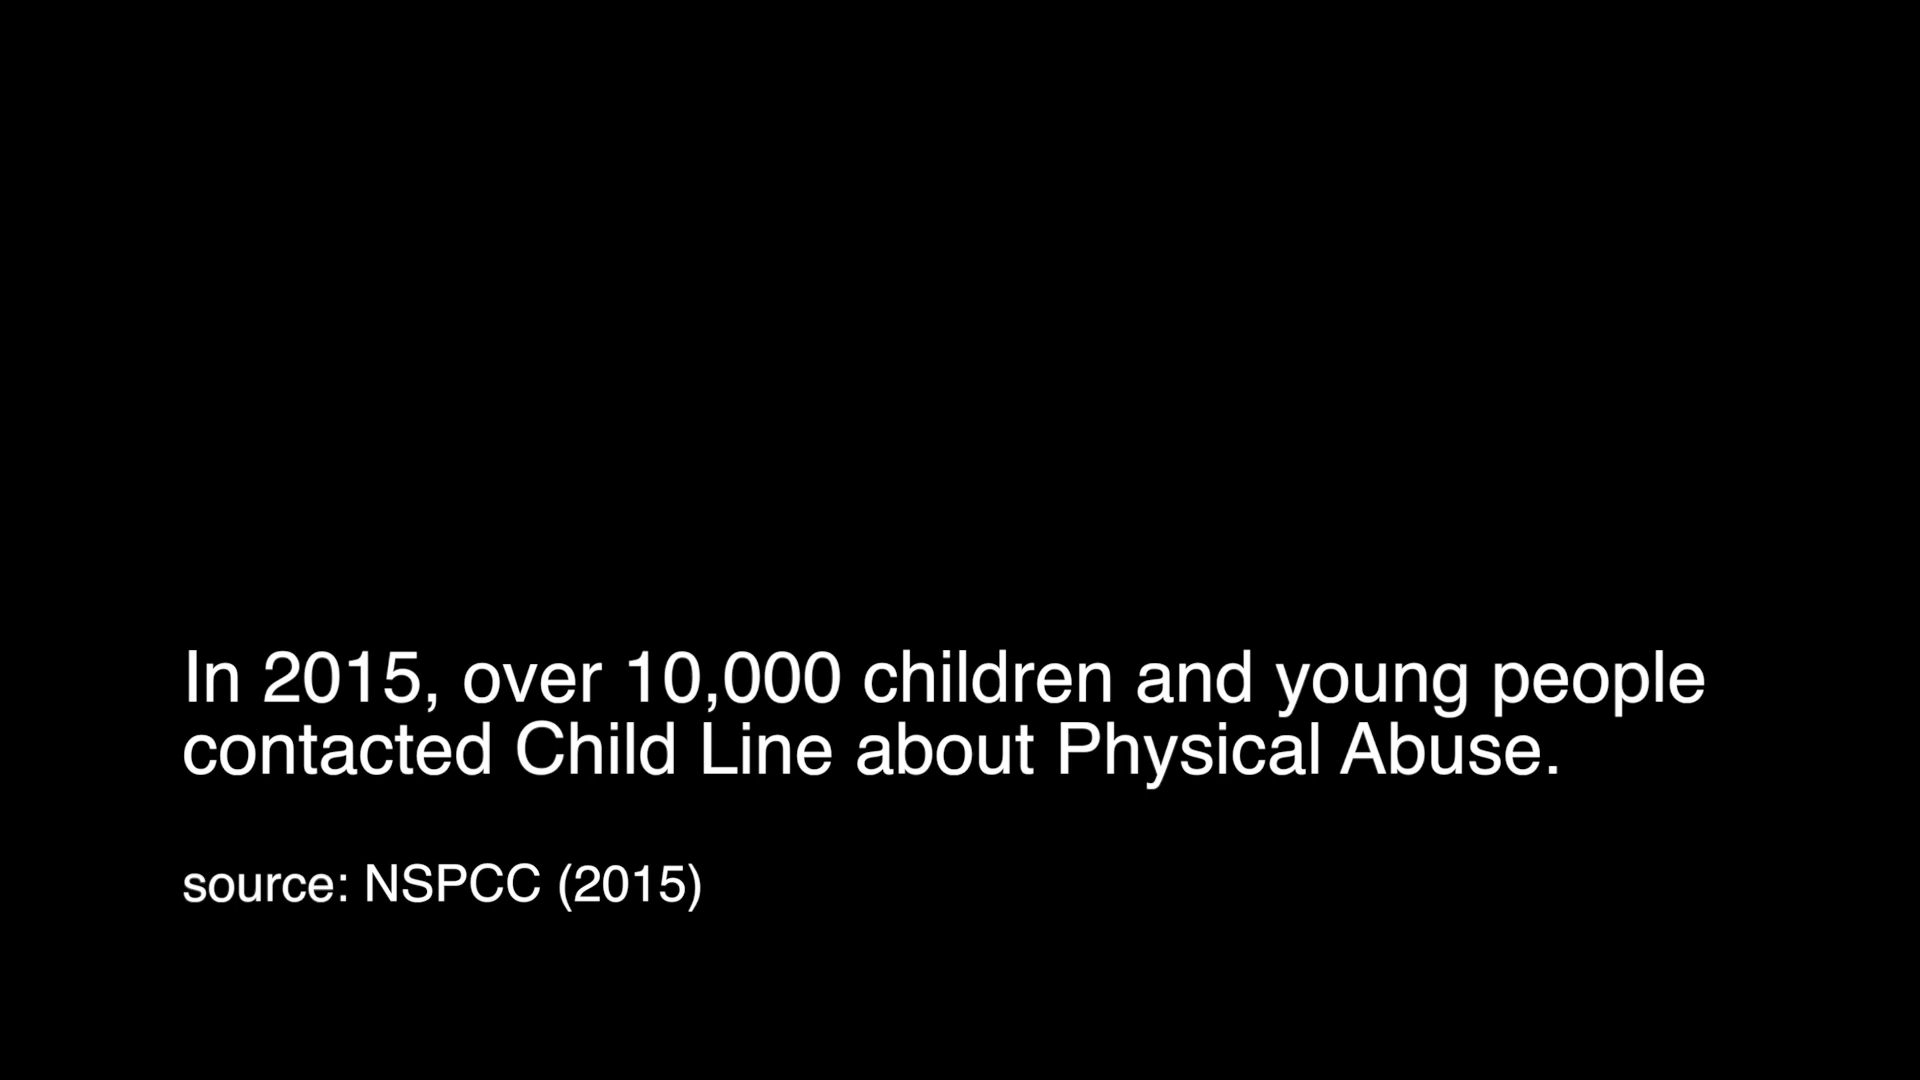 In 2015, over 10,000 children and young people
contacted Child Line about Physical Abuse.
source: NSPCC (2015)